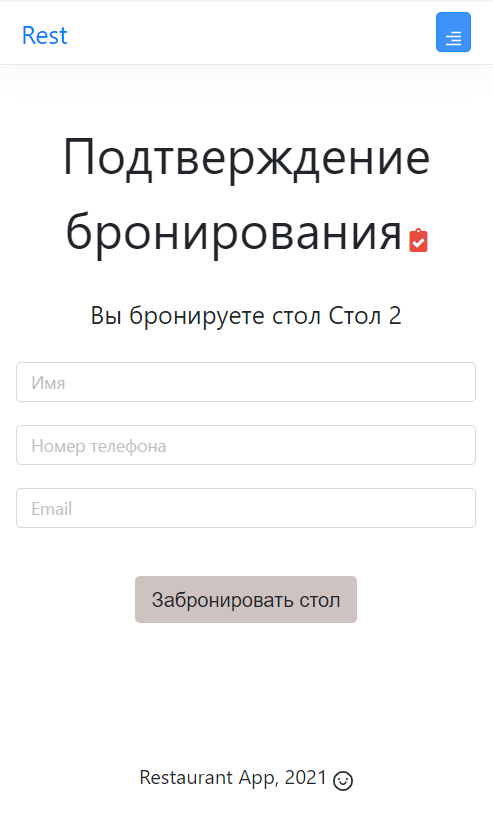 Rest
Подтверждение
бронирования
Вы бронируете стол Стол 2
Имя
Номер телефона
Email
Забронировать стол
Restaurant App, 2021